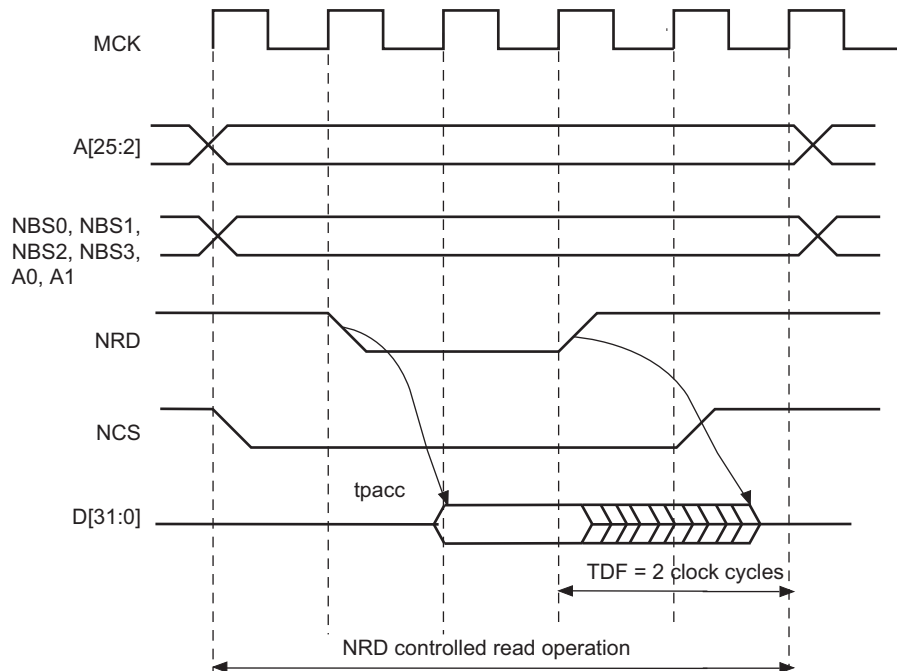 MCK
A[25:2]
NBS0, NBS1,
NBS2, NBS3,
A0, A1
NRD
NCS
tpacc
D[31:0]
TDF = 2 clock cycles
NRD controlled read operation